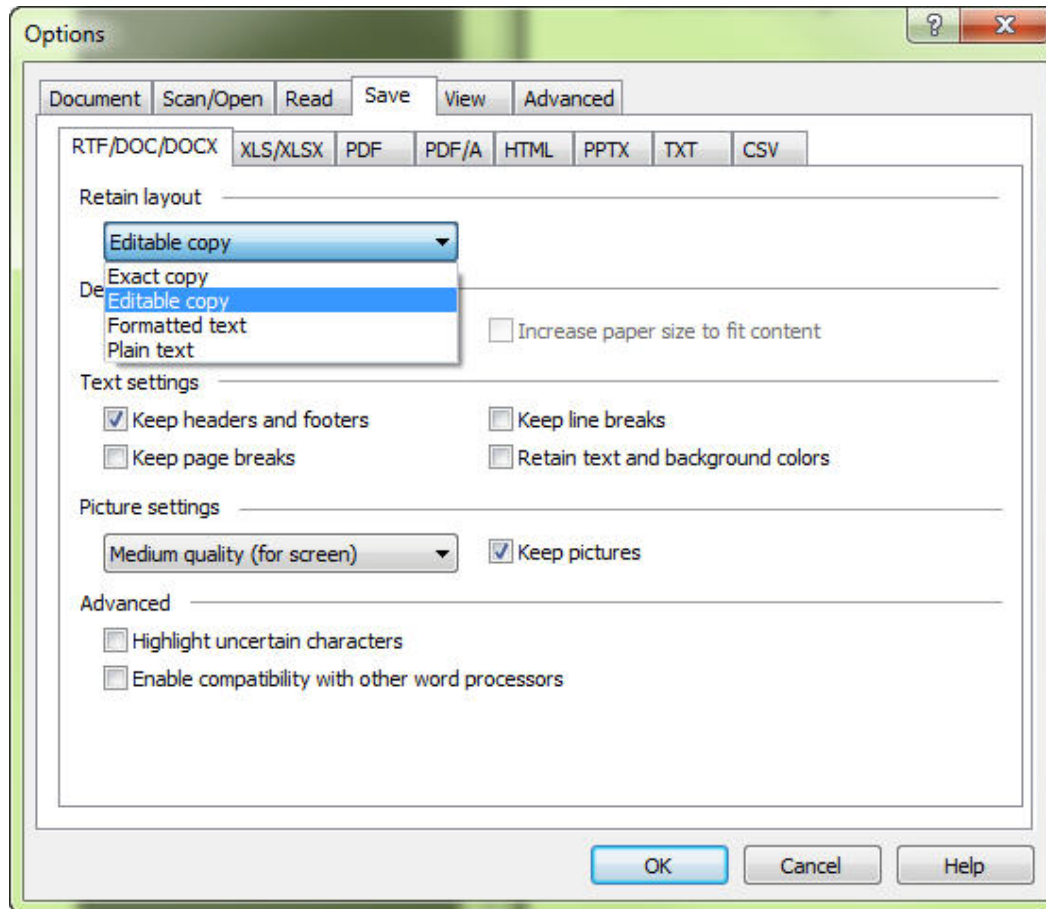 Options
Document Scan/Open Read Save View Advanced
RTF/DOC/DOCX XLS/XLSX PDF PDF/A HTML PPTX TXT CSV
Retain layout
Editable copy
Exact copy
De
Editable copy
Formatted text
Increase paper size to fit content
Plain text
Text settings
Keep headers and footers Keep line breaks
Keep page breaks Retain text and background colors
Picture settings
Medium quality (for screen) Keep pictures
Advanced
Highlight uncertain characters
Enable compatibility with other word processors
OK Cancel Help